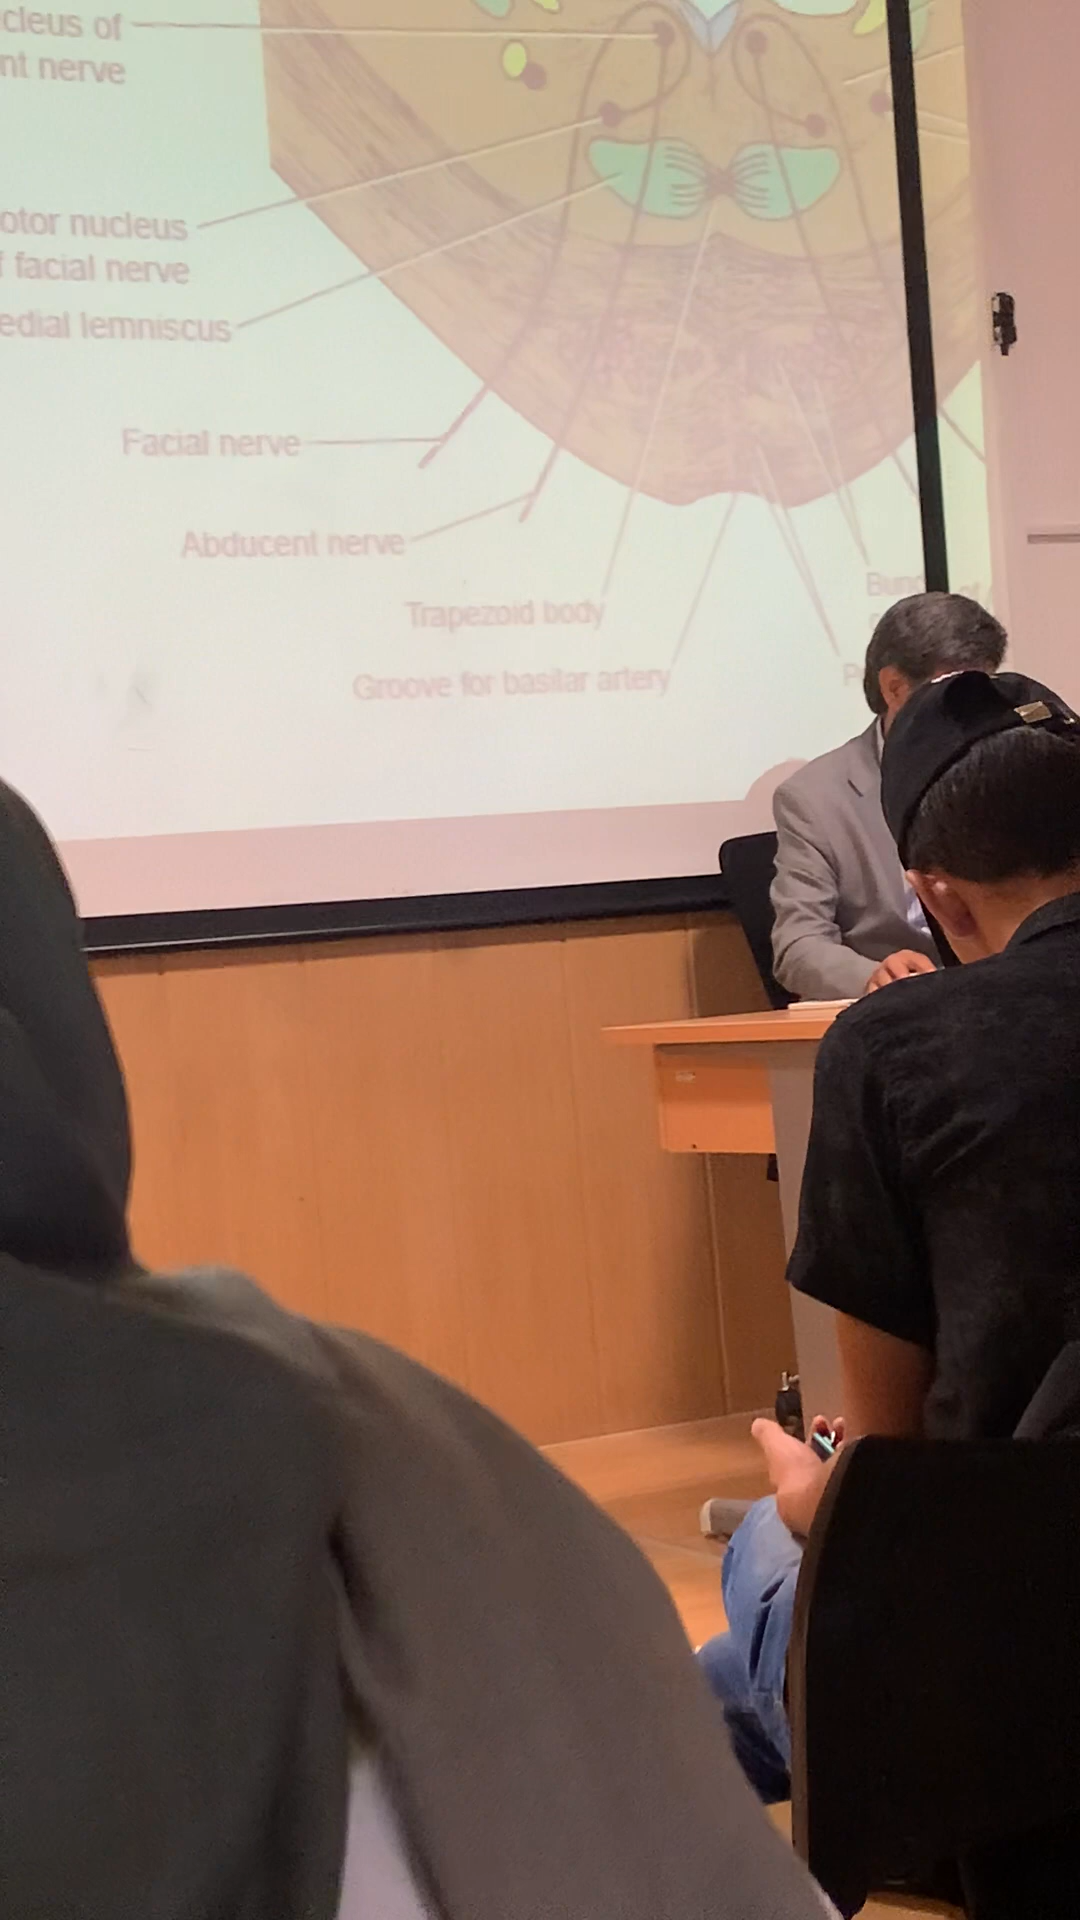 cleus of
nt nerve
otor nucleus
f facial nerve
edial lemniscus
Facial nerve
Abducent nerve
Trapezoid body
Groove for basilar artery